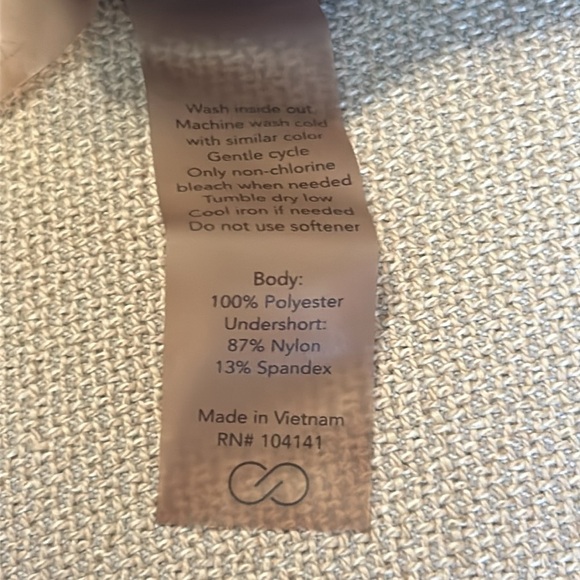 Wash inside out.
Machine wash cold
with similar color
Gentle cycle
Only non-chlorine
bleach when needed
Tumble dry low
Cool iron if needed
Do not use softener
Body:
100% Polyester
Undershort:
87% Nylon
13% Spandex
Made in Vietnam
RN# 104141